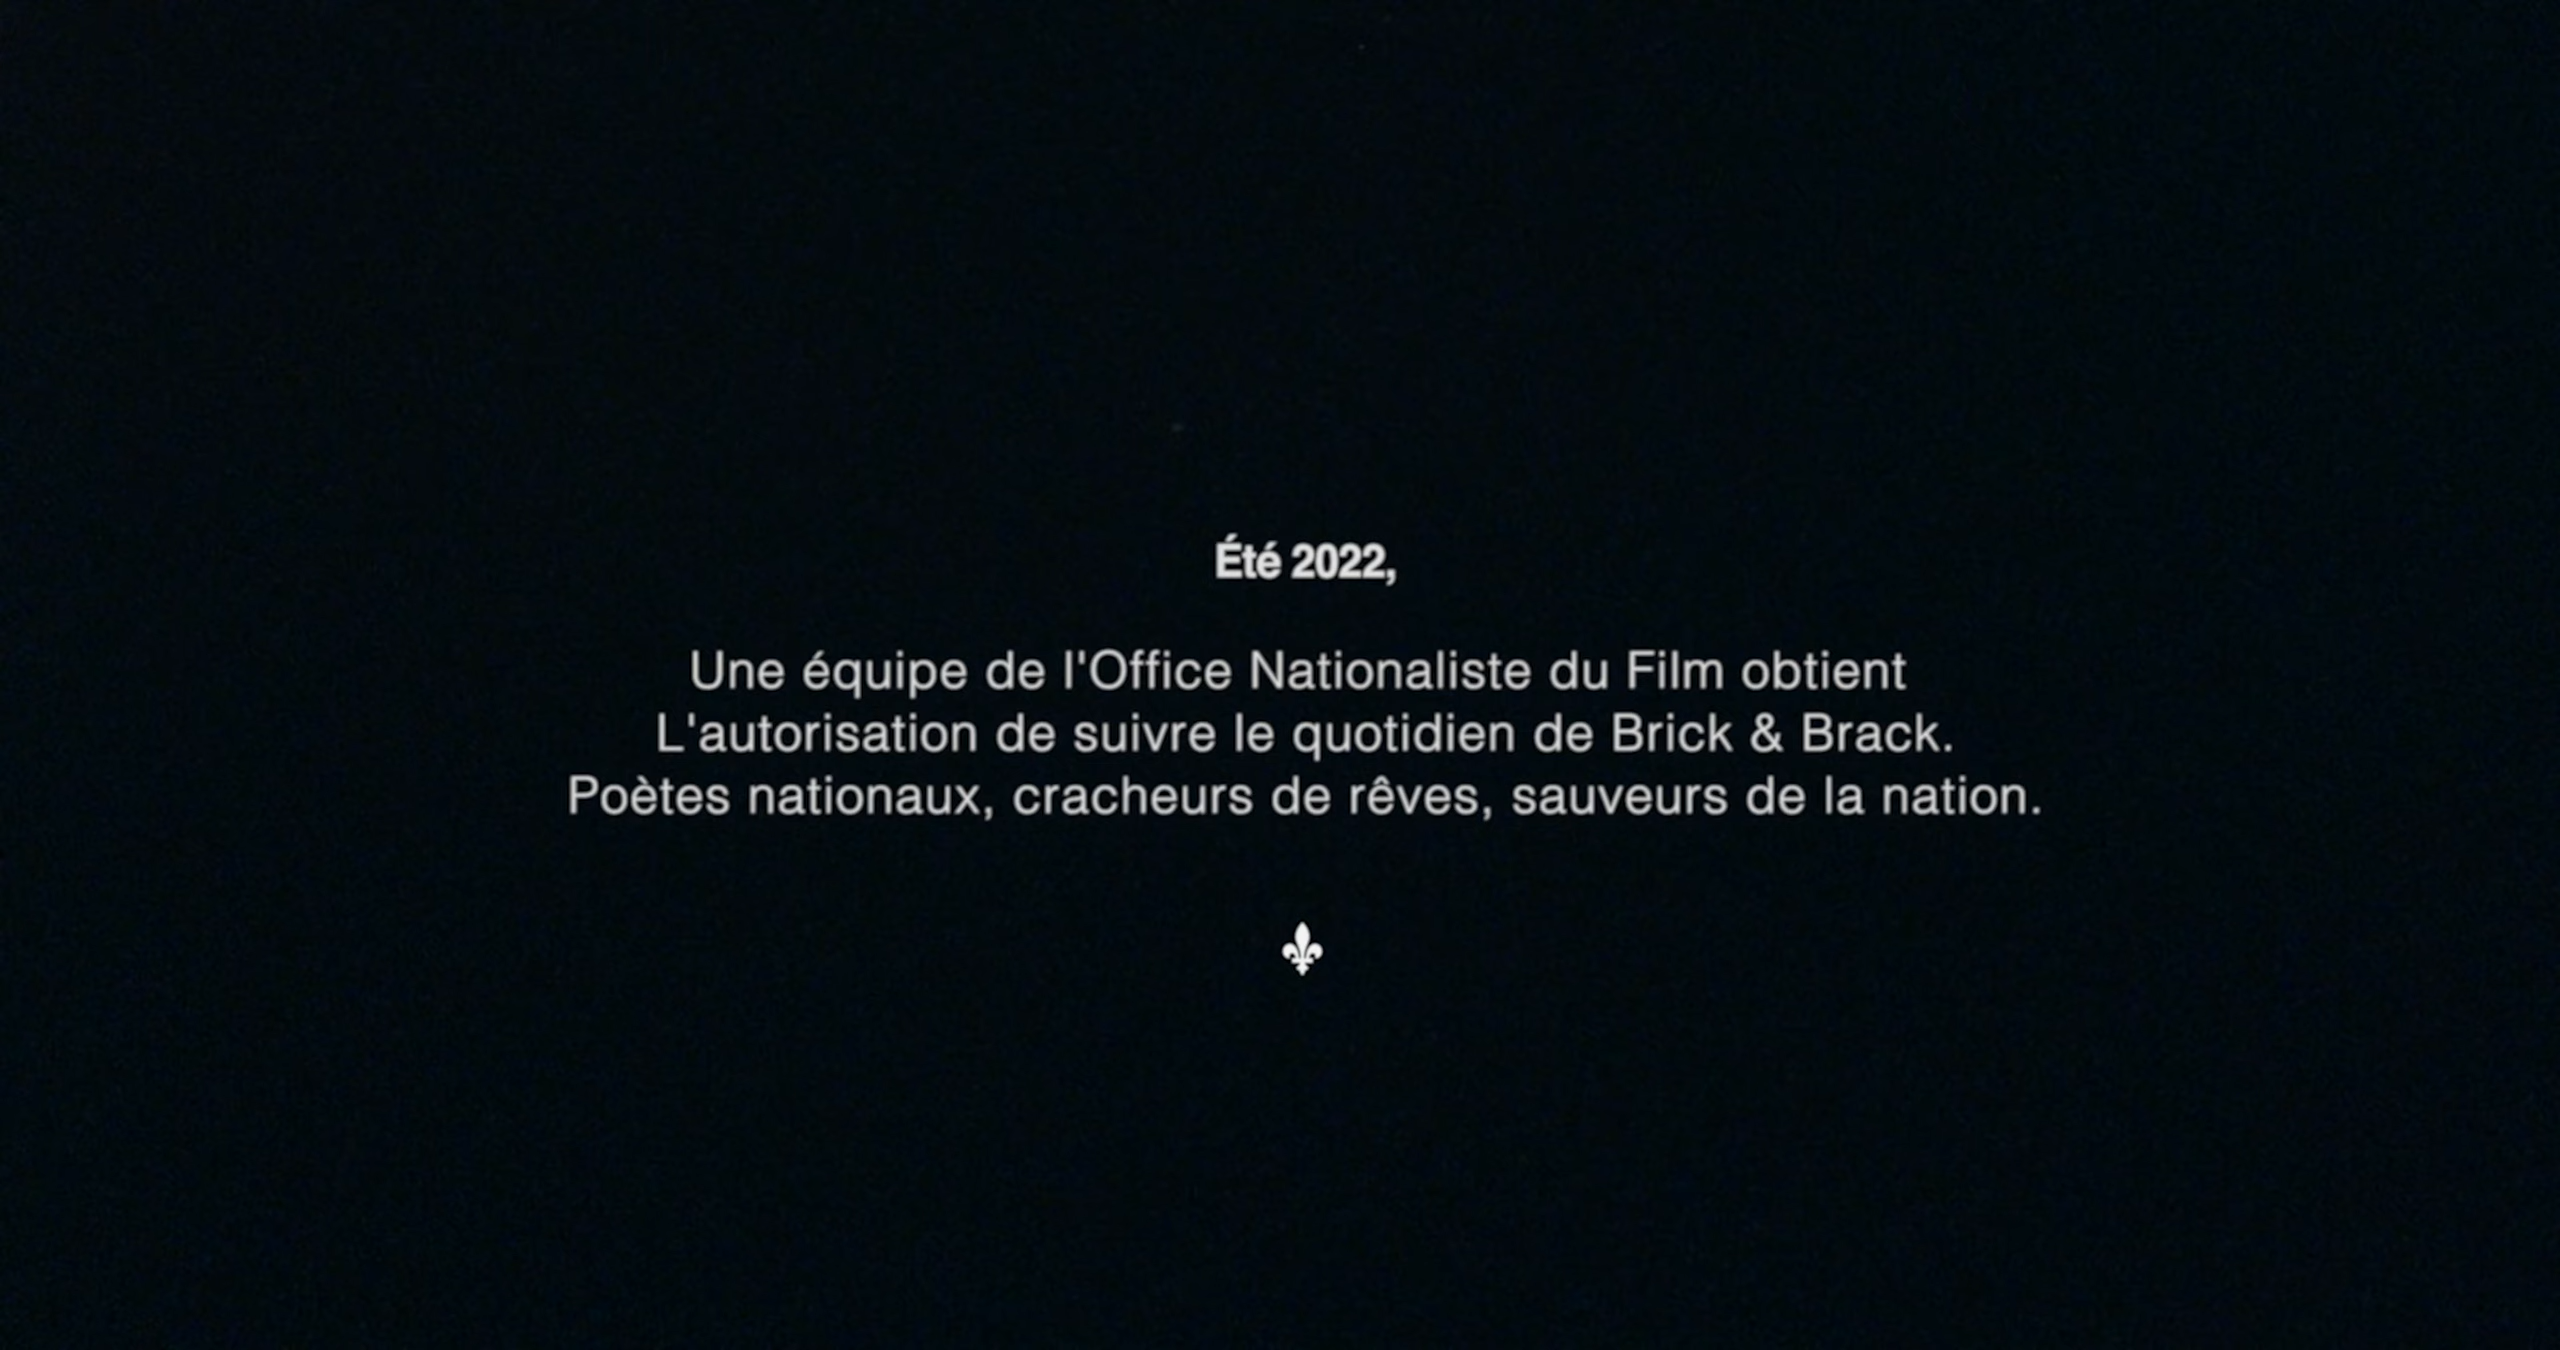 Été 2022,
Une équipe de l'Office Nationaliste du Film obtient
L'autorisation de suivre le quotidien de Brick & Brack.
Poètes nationaux, cracheurs de rêves, sauveurs de la nation.